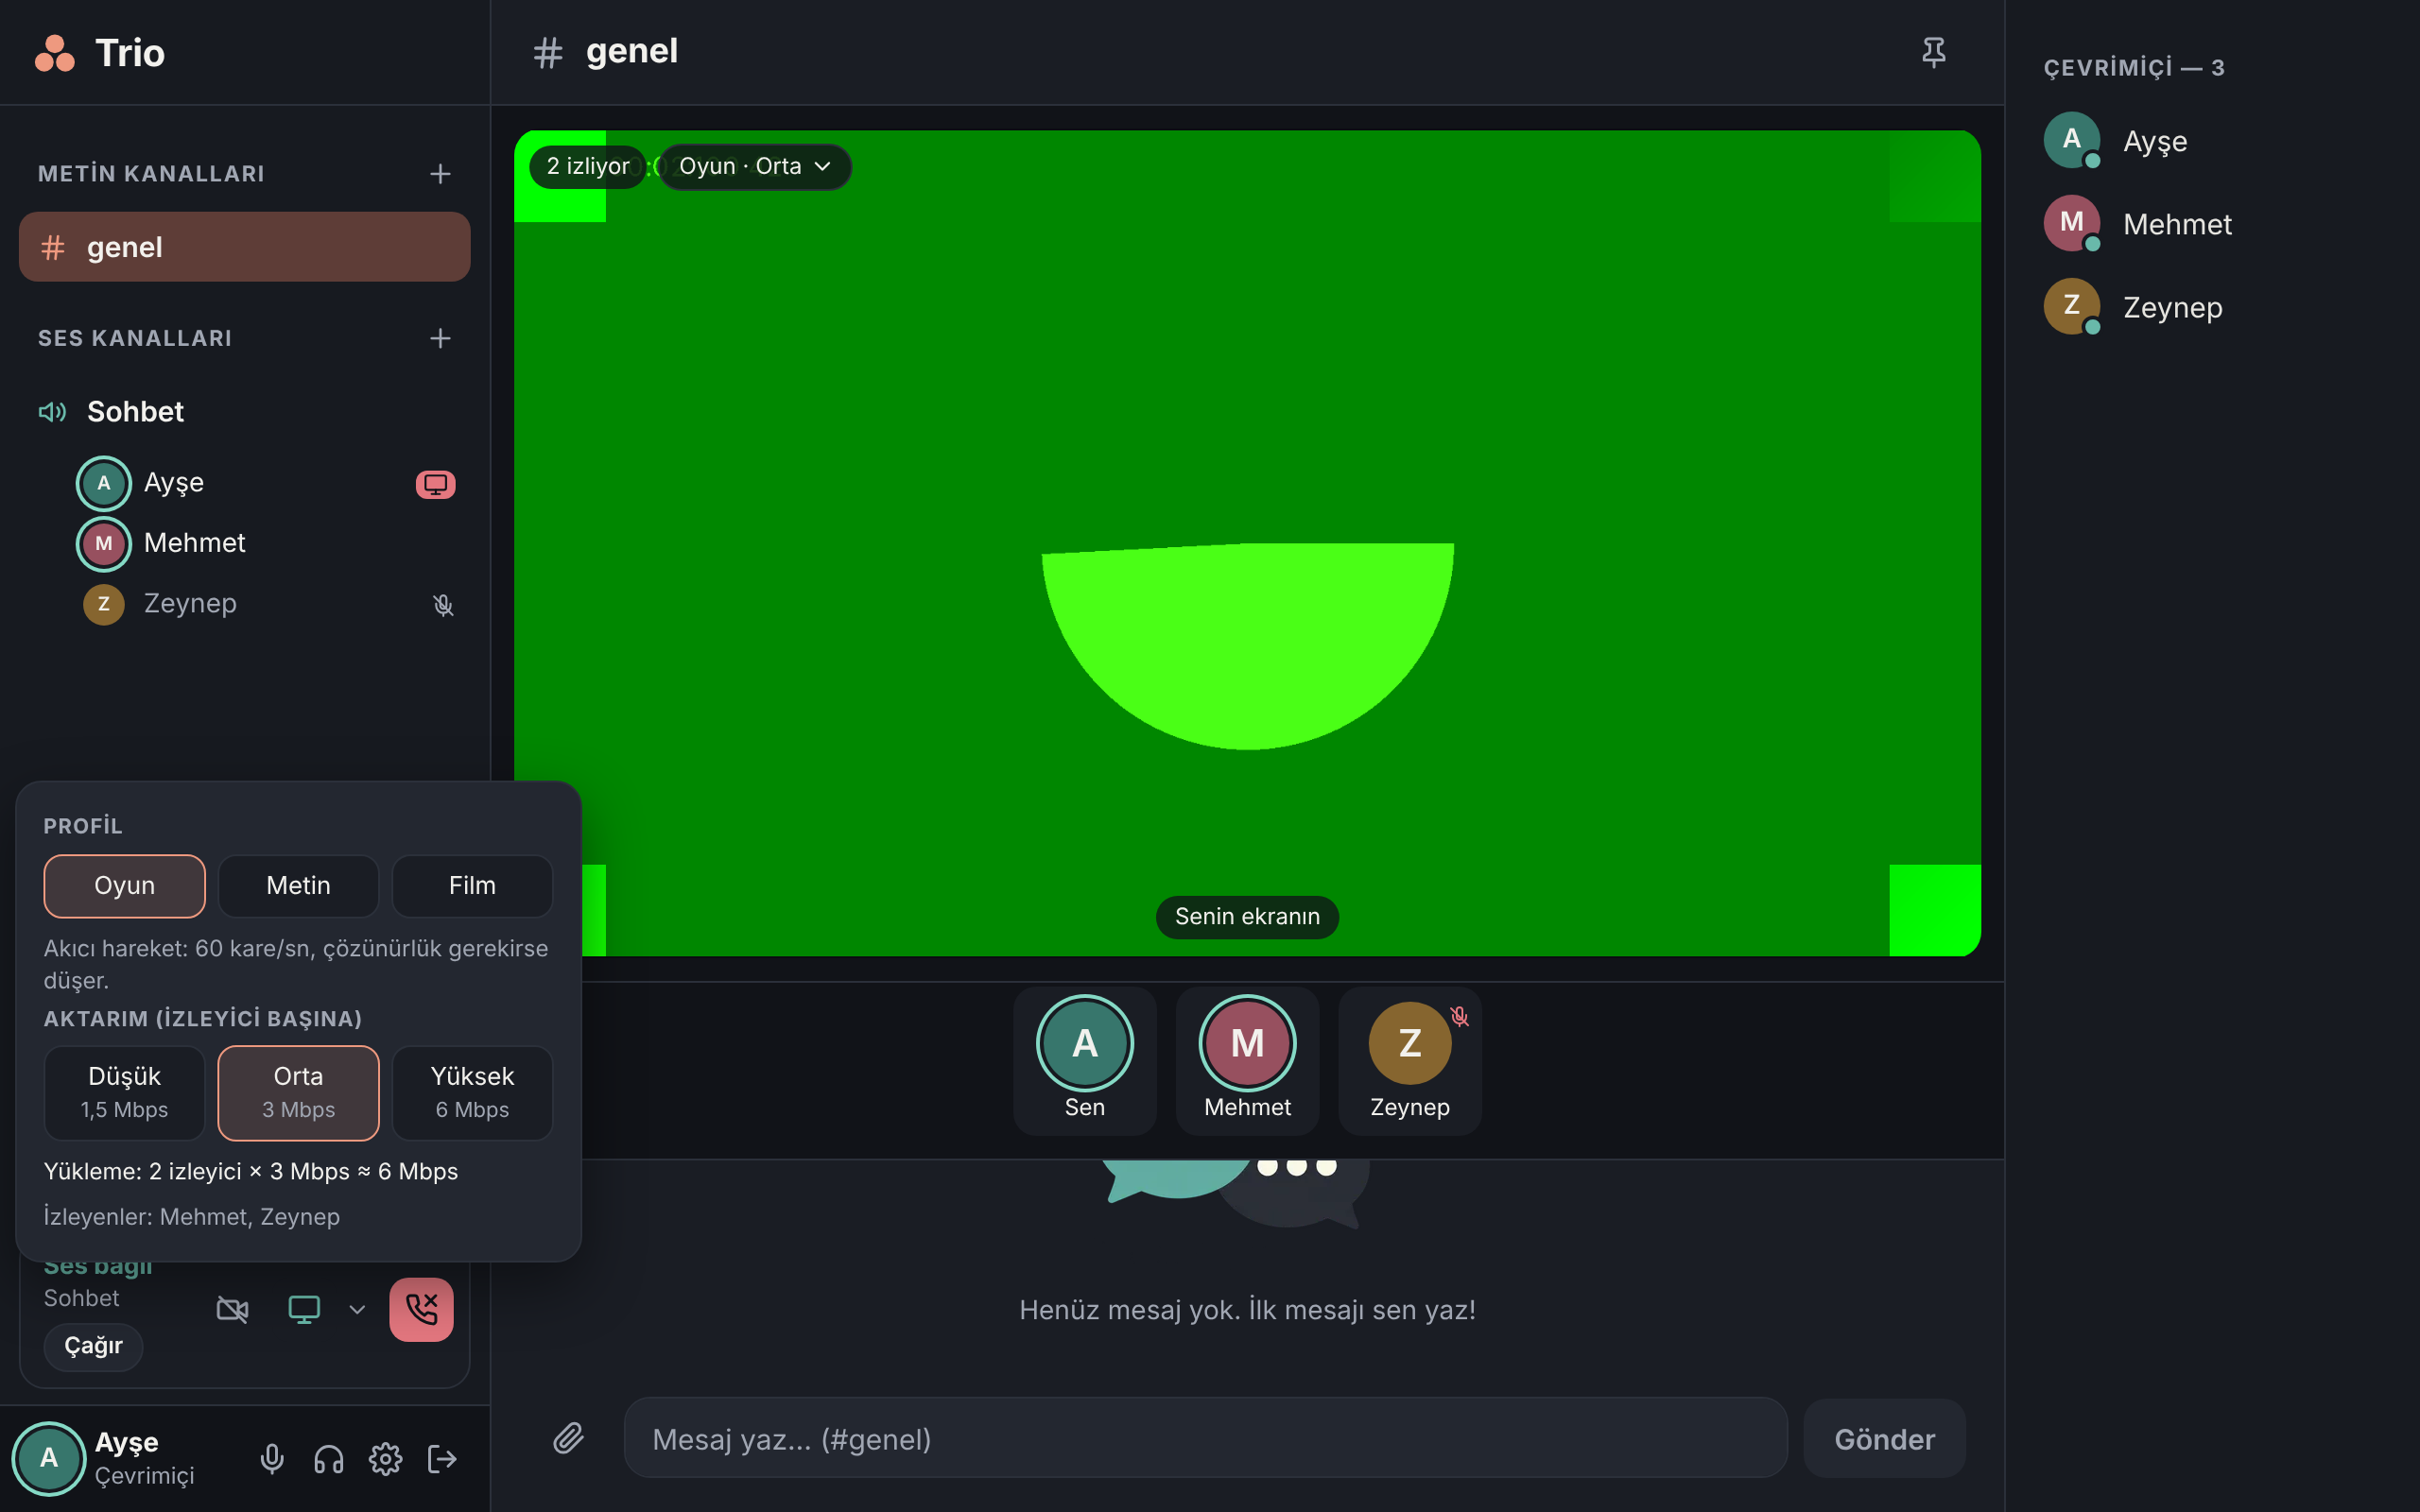 Trio
METİN KANALLARI
genel
SES KANALLARI
Sohbet
A Ayşe
M Mehmet
Z Zeynep
PROFİL
Oyun Metin Film
Akıcı hareket: 60 kare/sn, çözünürlük gerekirse
düşer.
AKTARIM (İZLEYİCİ BAŞINA)
Düşük Orta Yüksek
1,5 Mbps 3 Mbps 6 Mbps
Yükleme: 2 izleyici × 3 Mbps ≈ 6 Mbps
İzleyenler: Mehmet, Zeynep
Ses bağlı
Sohbet
Çağır
A Ayşe
Çevrimiçi
# genel
2 izliyor
Oyun · Orta
Senin ekranın
A M Z
Sen Mehmet Zeynep
Henüz mesaj yok. İlk mesajı sen yaz!
Mesaj yaz... (#genel)
Gönder
ÇEVRİMİÇİ — 3
A Ayşe
M Mehmet
Z Zeynep